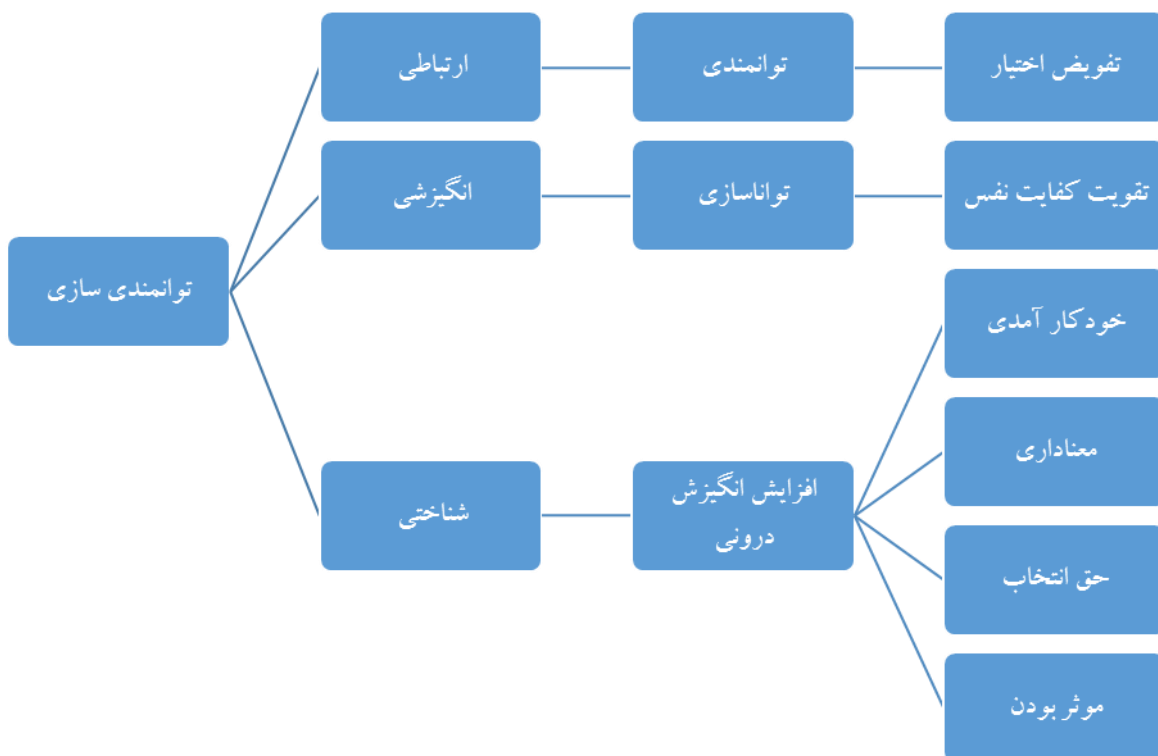 ارتباطی
توانمندی
تفویض اختیار
انگیزشی
تواناسازی
تقویت کفایت نفس
توانمندی سازی
خودکار آمدی
معناداری
شناختی
افزایش انگیزش
درونی
حق انتخاب
موثر بودن